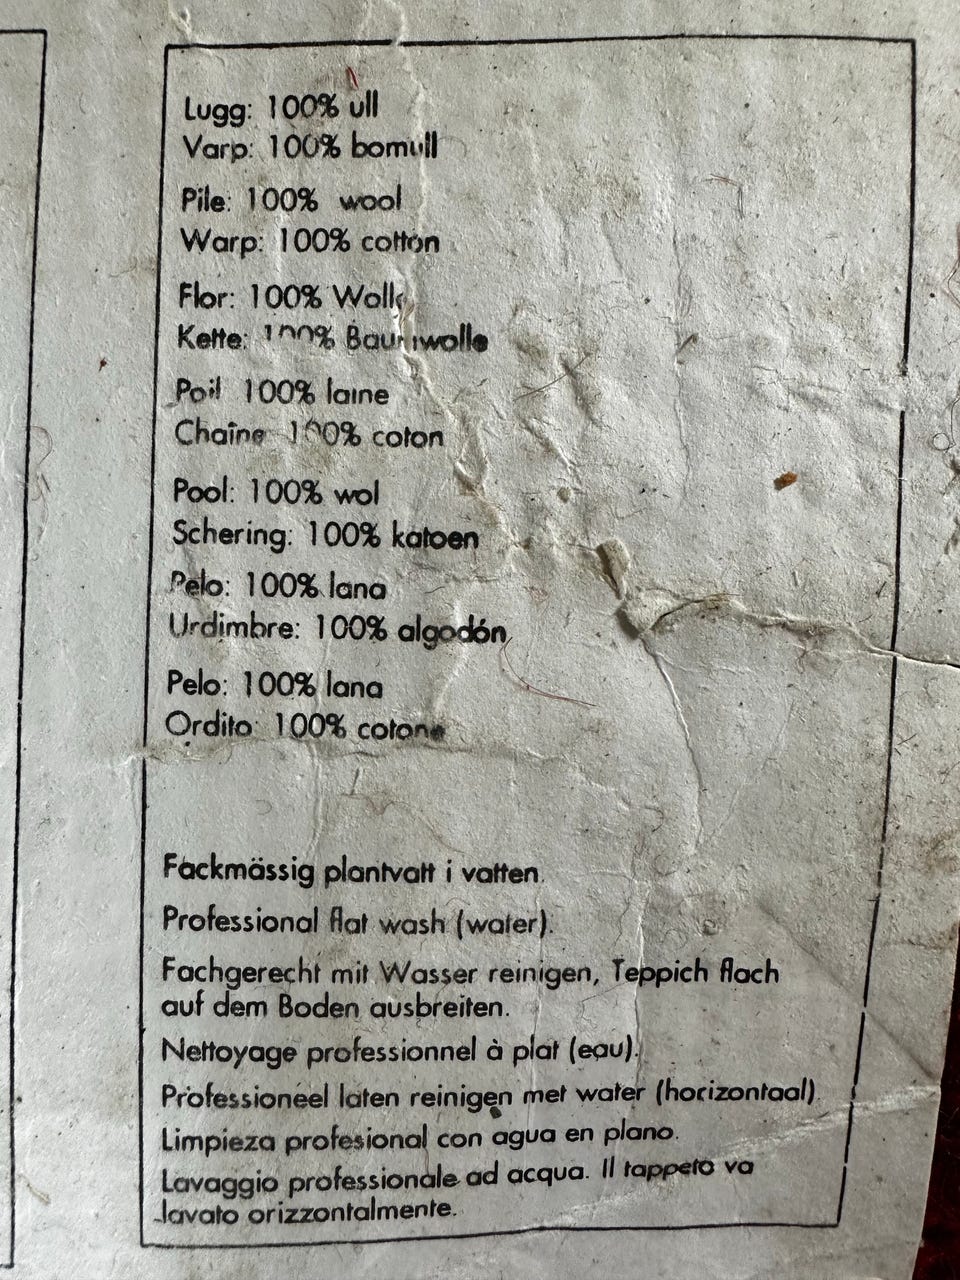 Lugg: 100% ull
Varp: 100% bomull
Pile: 100% wool
Warp: 100% cotton
Flor: 100% Wolle
Kette: 100% Baumwolle
Poil 100% laine
Chaîne 100% coton
Pool: 100% wol
Schering: 100% katoen
Pelo: 100% lana
Urdimbre: 100% algodón
Pelo: 100% lana
Ordito 100% cotone
Fackmässig plantvatt i vatten.
Professional flat wash (water).
Fachgerecht mit Wasser reinigen, Teppich flach
auf dem Boden ausbreiten.
Nettoyage professionnel à plat (eau).
Professioneel laten reinigen met water (horizontaal)
Limpieza profesional con agua en plano.
Lavaggio professionale ad acqua. Il tappeto va
lavato orizzontalmente.